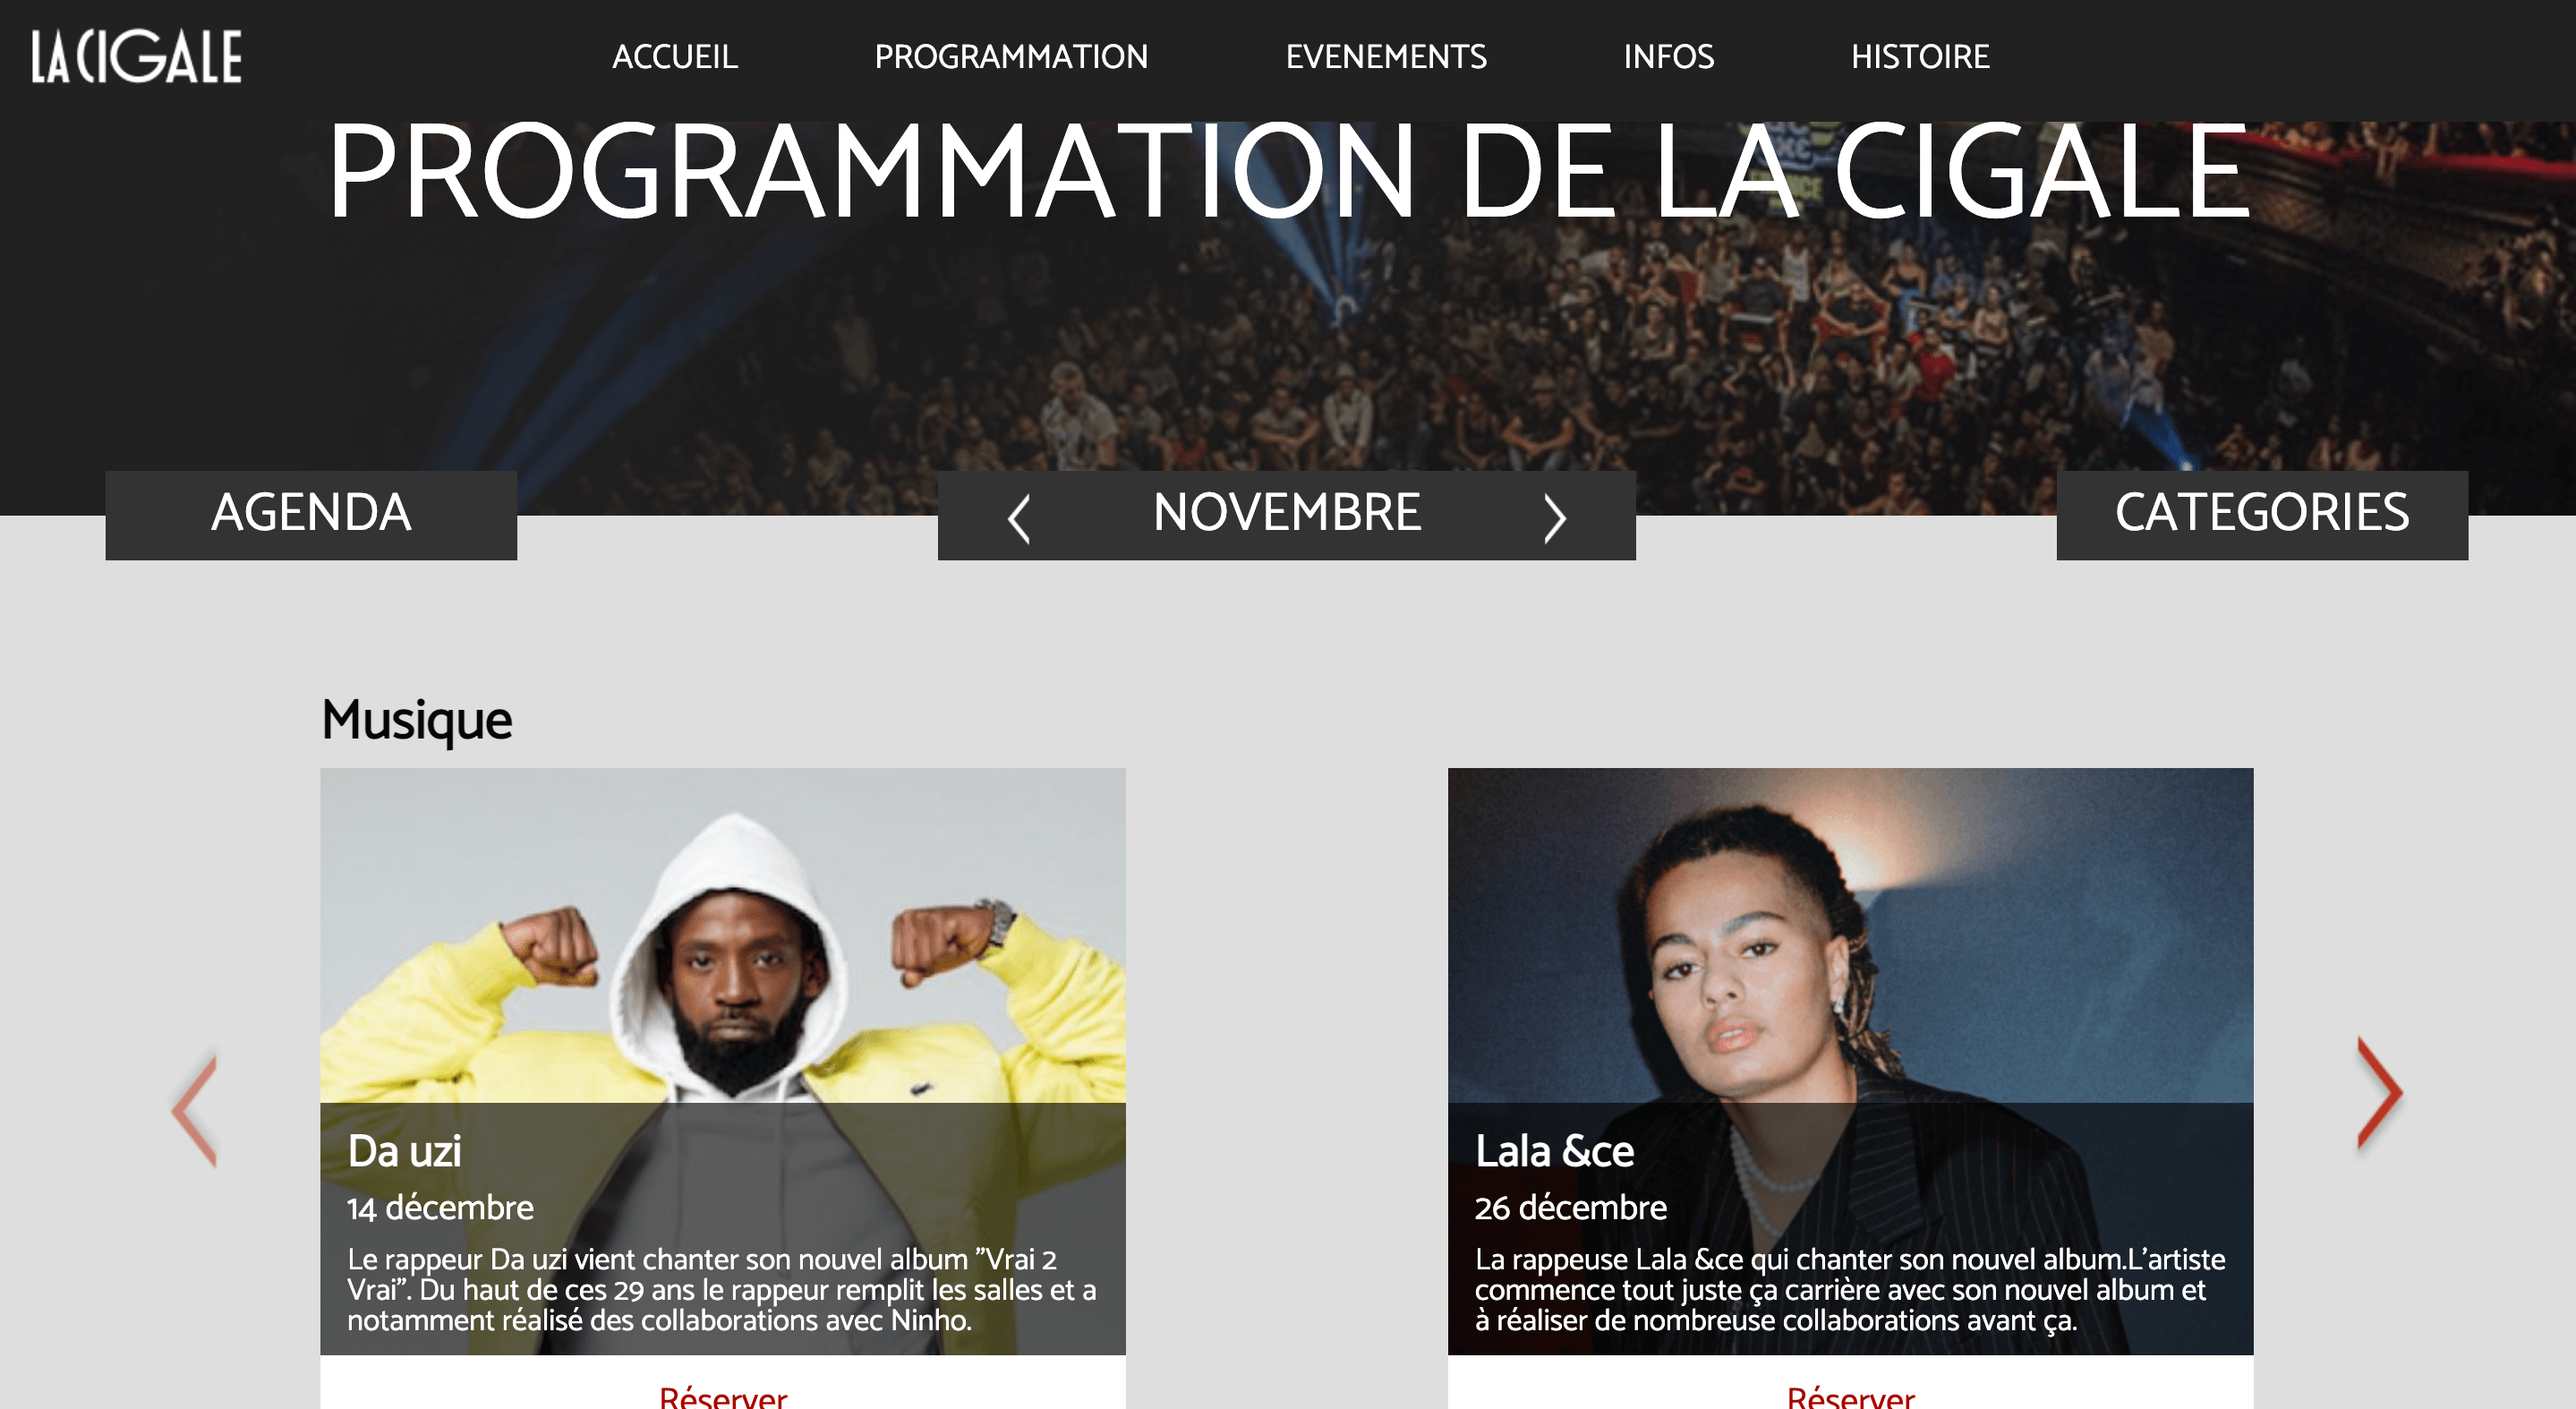 LA CIGALE
ACCUEIL PROGRAMMATION EVENEMENTS INFOS HISTOIRE
PROGRAMMATION DE LA CIGALE
AGENDA
NOVEMBRE
CATEGORIES
Musique
Da uzi
14 décembre
Le rappeur Da uzi vient chanter son nouvel album "Vrai 2
Vrai". Du haut de ces 29 ans le rappeur remplit les salles et a
notamment réalisé des collaborations avec Ninho.
Réserver
Lala &ce
26 décembre
La rappeuse Lala &ce qui chanter son nouvel album.L'artiste
commence tout juste ça carrière avec son nouvel album et
à réaliser de nombreuse collaborations avant ça.
Réserver